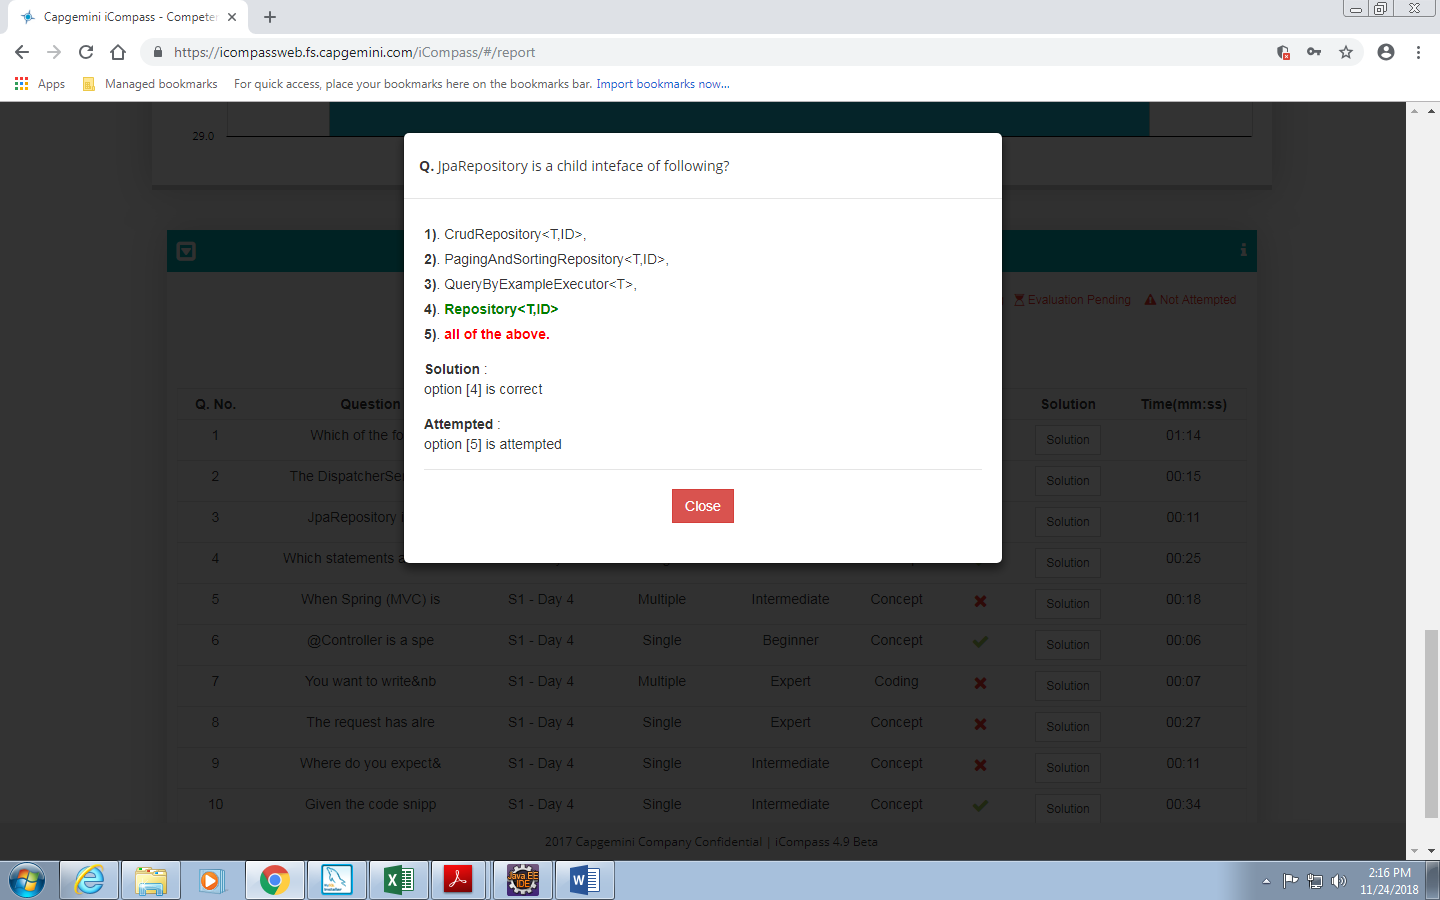 Capgemini iCompass - Competen
https://icompassweb.fs.capgemini.com/iCompass/#/report
Apps
Managed bookmarks
For quick access, place your bookmarks here on the bookmarks bar. Import bookmarks now...
29.0
Q. JpaRepository is a child inteface of following?
1). CrudRepository<T,ID>,
2). PagingAndSortingRepository<T,ID>,
3). QueryByExampleExecutor<T>,
4). Repository<T,ID>
5). all of the above.
Solution :
option [4] is correct
Attempted :
option [5] is attempted
Close
Evaluation Pending Not Attempted
Q. No. Question Solution Time(mm:ss)
1 Which of the fo Solution 01:14
2 The DispatcherSe Solution 00:15
3 JpaRepository Solution 00:11
4 Which statements a Solution 00:25
5 When Spring (MVC) is S1 - Day 4 Multiple Intermediate Concept Solution 00:18
6 @Controller is a spe S1 - Day 4 Single Beginner Concept Solution 00:06
7 You want to write&nb S1 - Day 4 Multiple Expert Coding Solution 00:07
8 The request has alre S1 - Day 4 Single Expert Concept Solution 00:27
9 Where do you expect& S1 - Day 4 Single Intermediate Concept Solution 00:11
10 Given the code snipp S1 - Day 4 Single Intermediate Concept Solution 00:34
2017 Capgemini Company Confidential | iCompass 4.9 Beta
Java EE
IDE
2:16 PM
11/24/2018